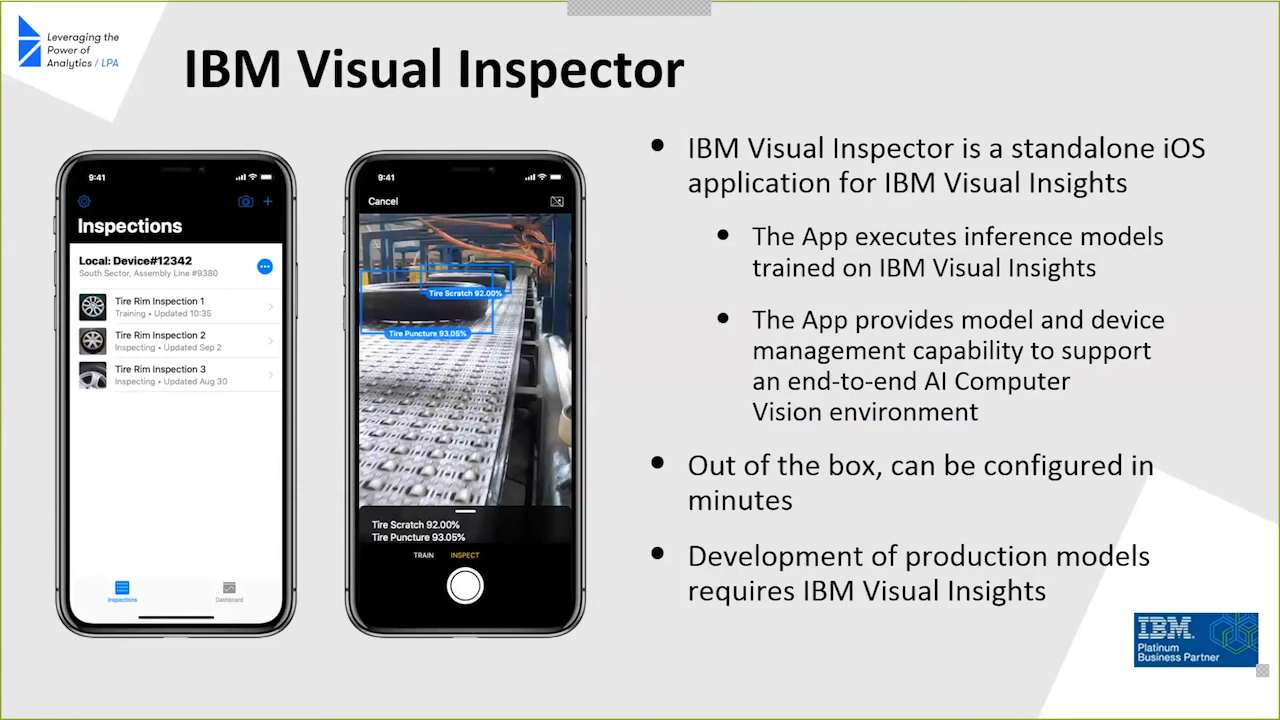 Leveraging the
Power of
Analytics / LPA
IBM Visual Inspector
9:41
Inspections
Local: Device#12342
South Sector, Assembly Line #9380
Tire Rim Inspection 1
Training • Updated 10:35
Tire Rim Inspection 2
Inspecting • Updated Sep 2
Tire Rim Inspection 3
Inspecting • Updated Aug 30
Inspections
Dashboard
9:41
Cancel
Tire Scratch 92.00%
Tire Puncture 93.05%
Tire Scratch 92.00%
Tire Puncture 93.05%
TRAIN
INSPECT
• IBM Visual Inspector is a standalone iOS
application for IBM Visual Insights
• The App executes inference models
trained on IBM Visual Insights
• The App provides model and device
management capability to support
an end-to-end AI Computer
Vision environment
• Out of the box, can be configured in
minutes
• Development of production models
requires IBM Visual Insights
IBM
Platinum
Business Partner